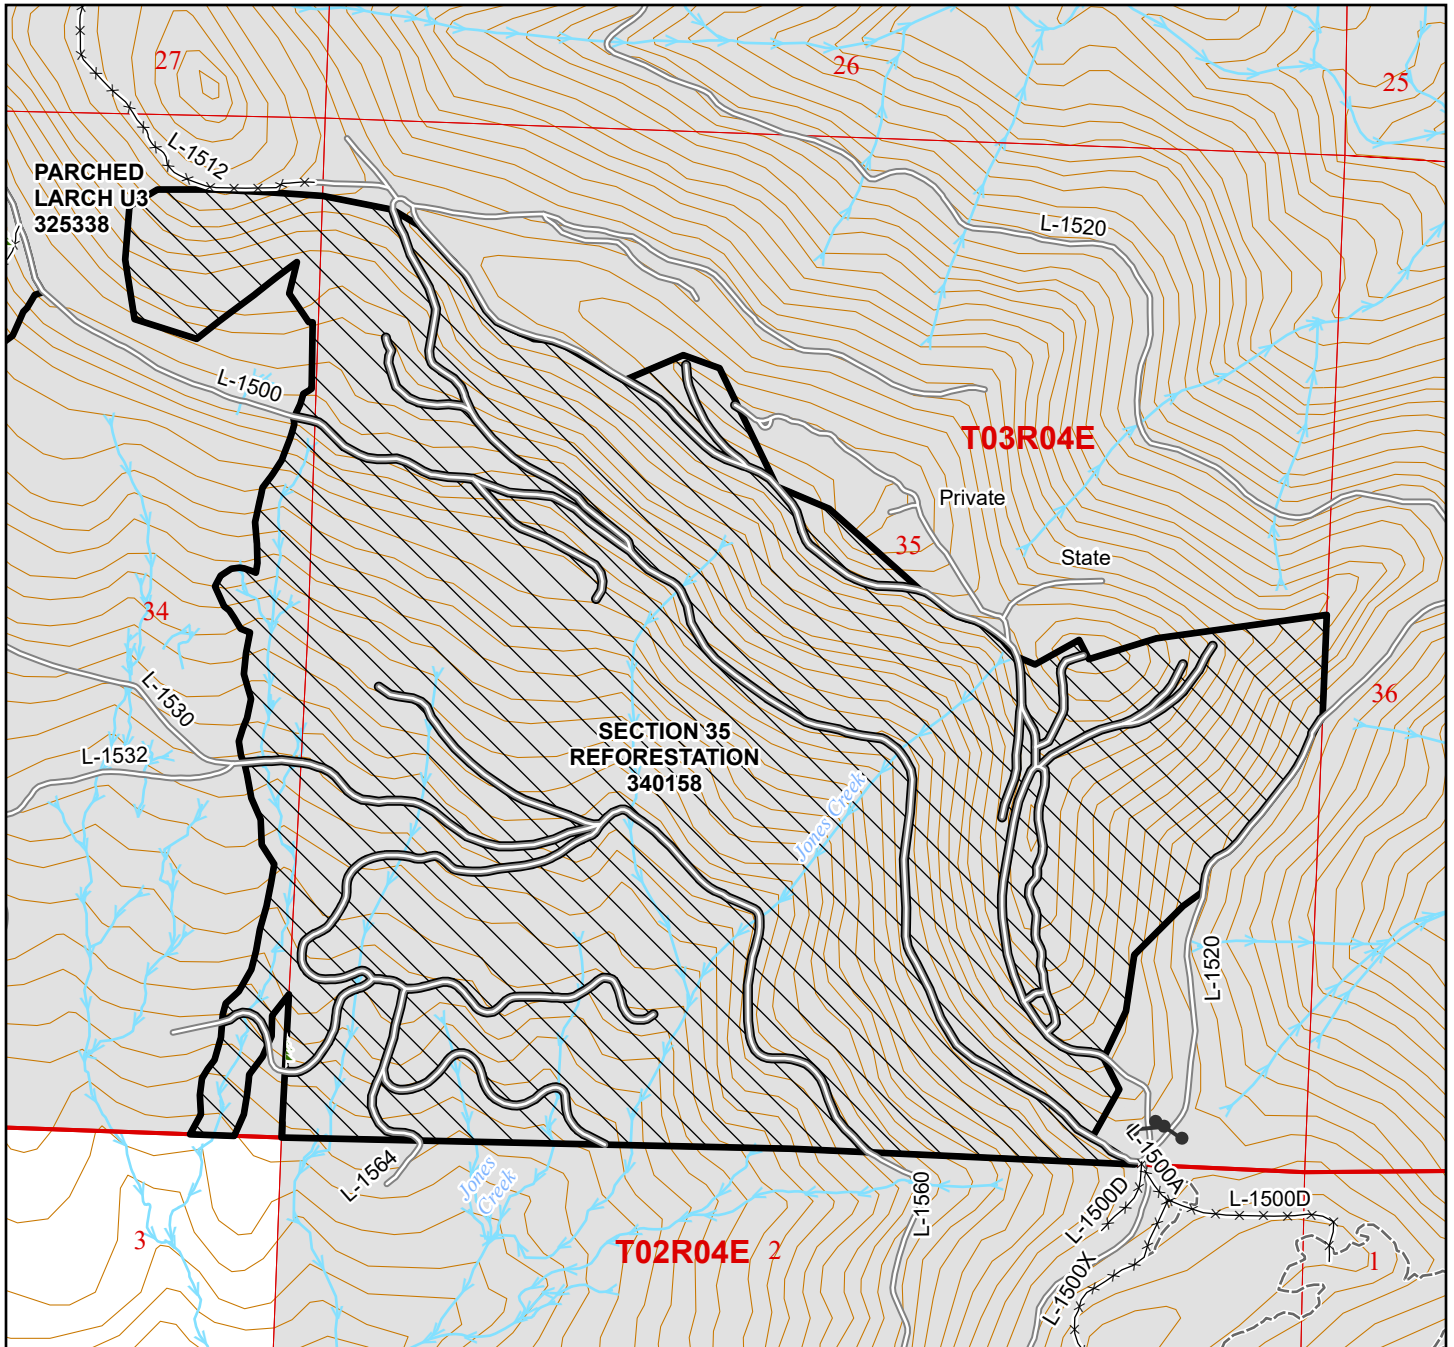 27
26
25
L-1512
PARCHED
LARCH U3
325338
L-1520
L-1500
T03R04E
Private
35
State
34
L-1530
36
L-1532
SECTION 35
REFORESTATION
340158
Jones Creek
L-1520
L-1500A
L-1564
Jones
Creek
L-1560
L-1500D
L-1500D
T02R04E
2
3
1
L-1500X